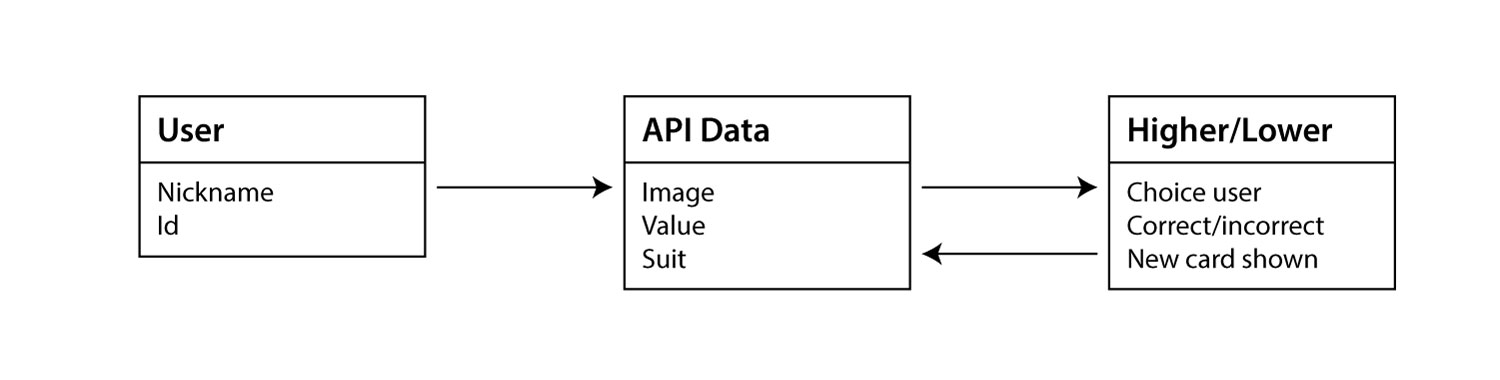 User
Nickname
Id
API Data
Image
Value
Suit
Higher/Lower
Choice user
Correct/incorrect
New card shown